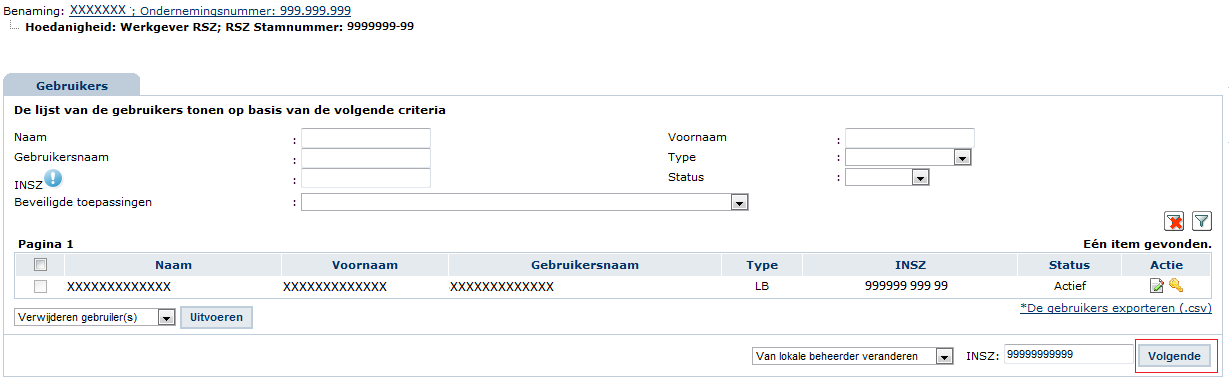 Benaming: XXXXXXX ; Ondernemingsnummer: 999.999.999
Hoedanigheid: Werkgever RSZ; RSZ Stamnummer: 9999999-99
Gebruikers
De lijst van de gebruikers tonen op basis van de volgende criteria
Naam : Voornaam :
Gebruikersnaam : Type :
INSZ : Status :
Beveiligde toepassingen :
Pagina 1 Eén item gevonden.
Naam Voornaam Gebruikersnaam Type INSZ Status Actie
XXXXXXXXXXXXX XXXXXXXXXXXXX XXXXXXXXXXXXX LB 999999 999 99 Actief
*De gebruikers exporteren (.csv)
Verwijderen gebruiler(s) Uitvoeren
Van lokale beheerder veranderen INSZ: 99999999999 Volgende